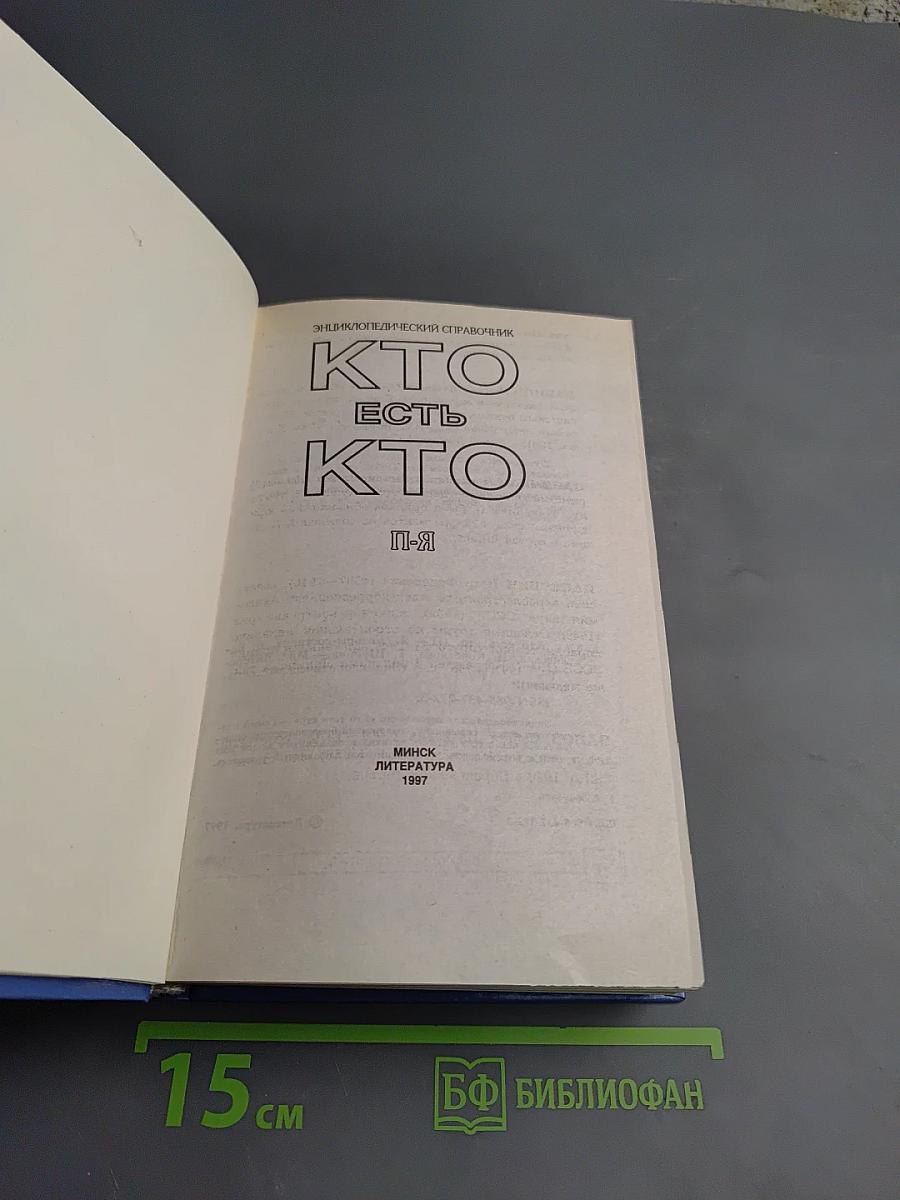 ЭНЦИКЛОПЕДИЧЕСКИЙ СПРАВОЧНИК
КТО
ЕСТЬ
КТО
П-Я
МИНСК
ЛИТЕРАТУРА
1997
15 см
БФ БИБЛИОФАН